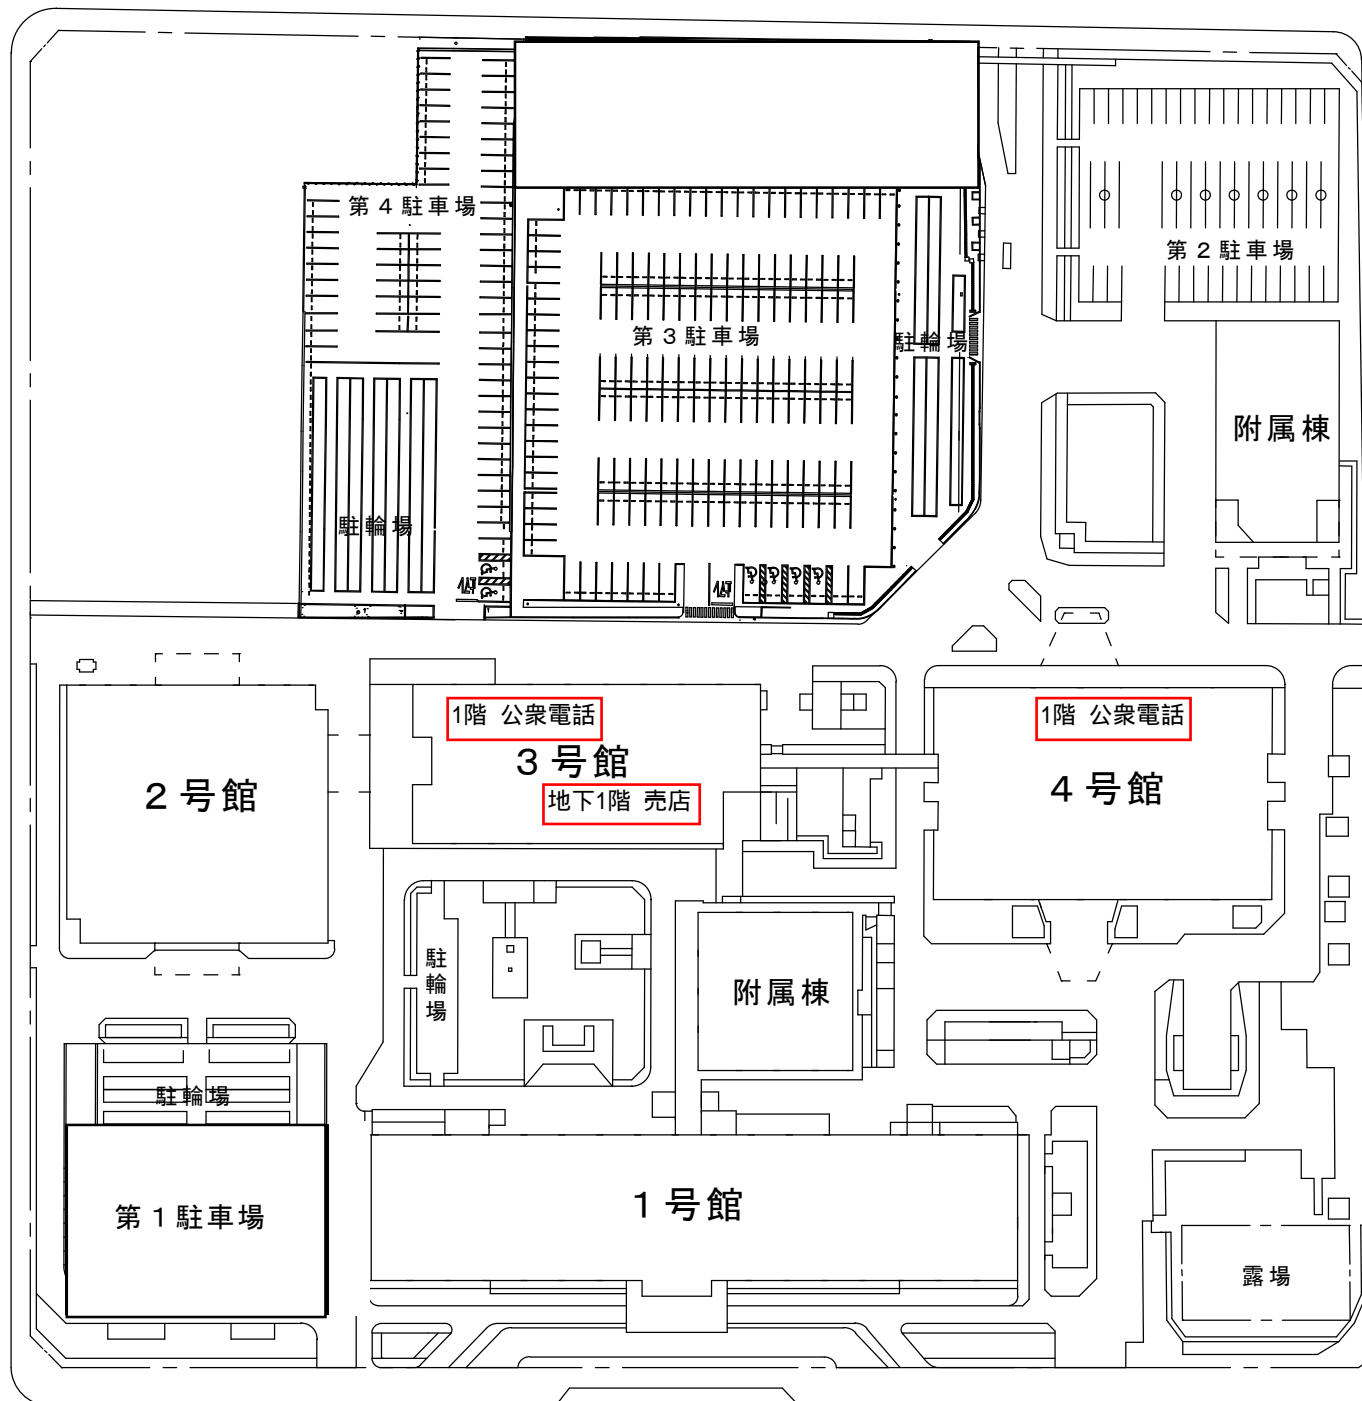 第4駐車場
第2駐車場
第3駐車場
駐輪場
附属棟
駐輪場
1階 公衆電話
1階 公衆電話
3号館
2号館
地下1階 売店
4号館
駐輪場
附属棟
駐輪場
第1駐車場
1号館
露場